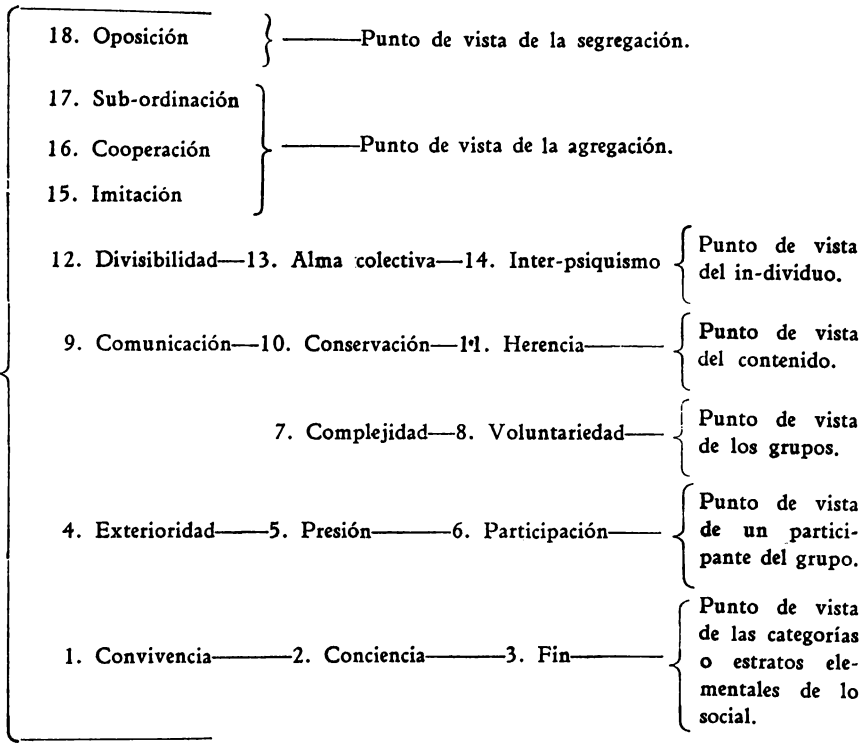 18. Oposición
Punto de vista de la segregación.
17. Sub-ordinación
16. Cooperación
15. Imitación
Punto de vista de la agregación.
12. Divisibilidad—13. Alma colectiva—14. Inter-psiquismo
Punto de vista
del in-dividuo.
9. Comunicación—10. Conservación—11. Herencia
Punto de vista
del contenido.
7. Complejidad—8. Voluntariedad
Punto de vista
de los grupos.
4. Exterioridad—5. Presión—6. Participación
Punto de vista
de un partici-
pante del grupo.
1. Convivencia—2. Conciencia—3. Fin
Punto de vista
de las categorías
o estratos ele-
mentales de lo
social.